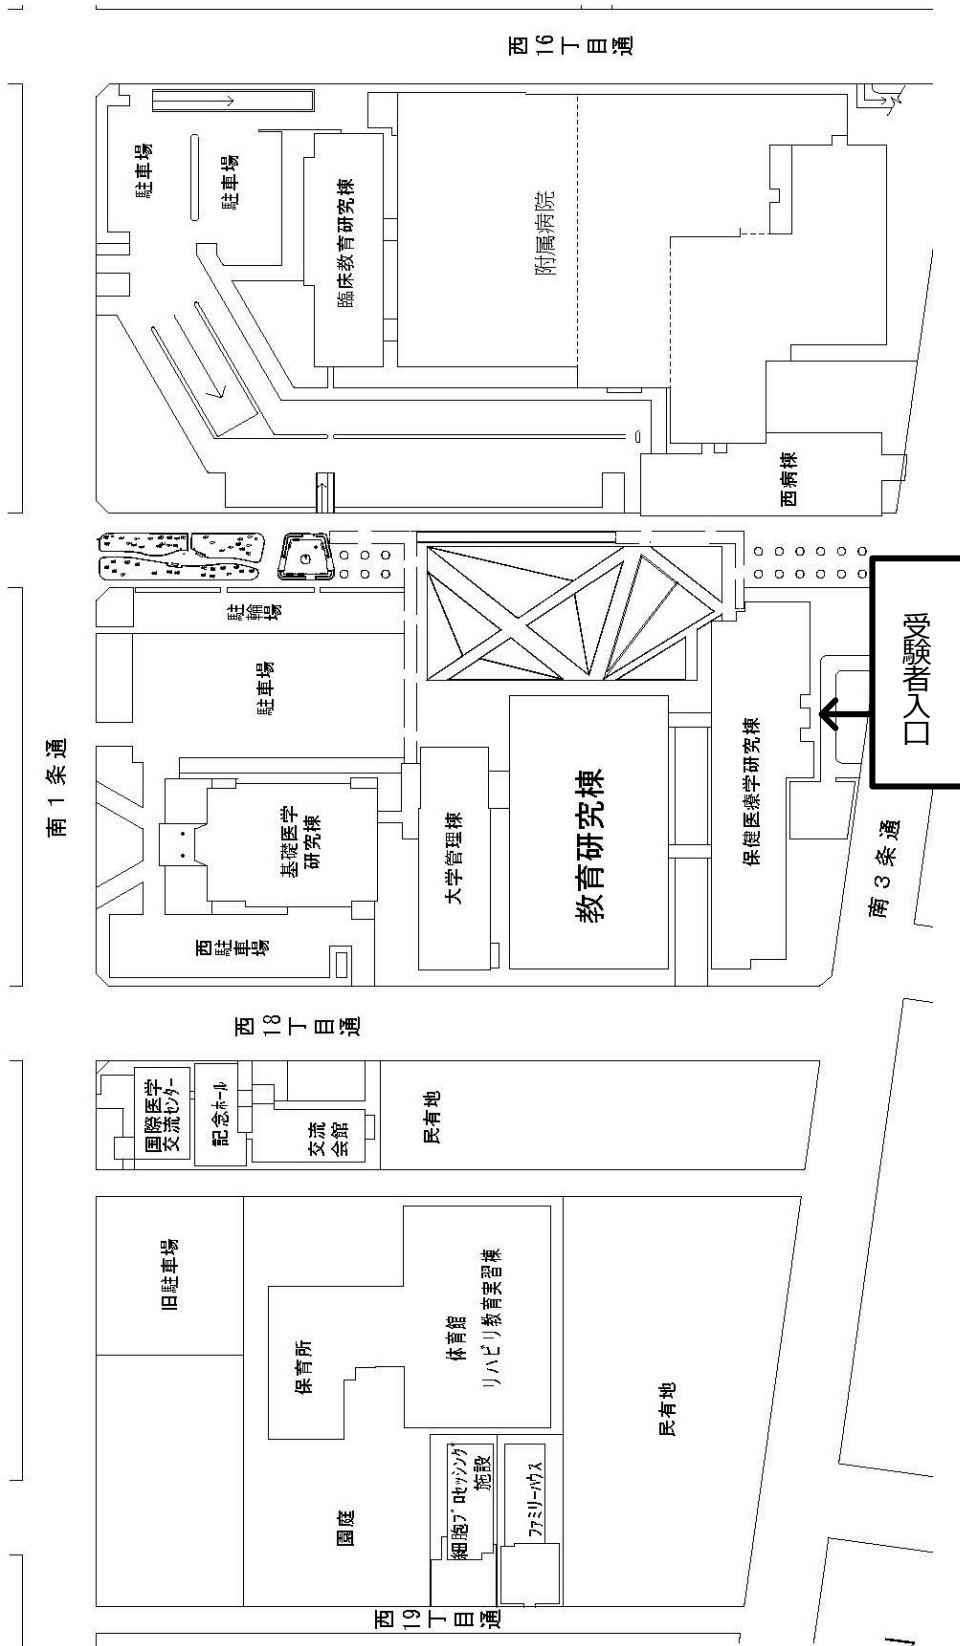 西16丁目通
駐車場
駐車場
臨床教育研究棟
附属病院
西病棟
駐輪場
駐車場
受験者入口
南1条通
基礎医学
研究棟
大学管理棟
教育研究棟
保健医療学研究棟
南3条通
西駐車場
西18丁目通
国際医学
交流センター
記念ホール
交流
会館
民有地
旧駐車場
保育所
体育館
リハビリ教育実習棟
民有地
園庭
細胞プロセッシング
施設
ファミリーハウス
西19丁目通